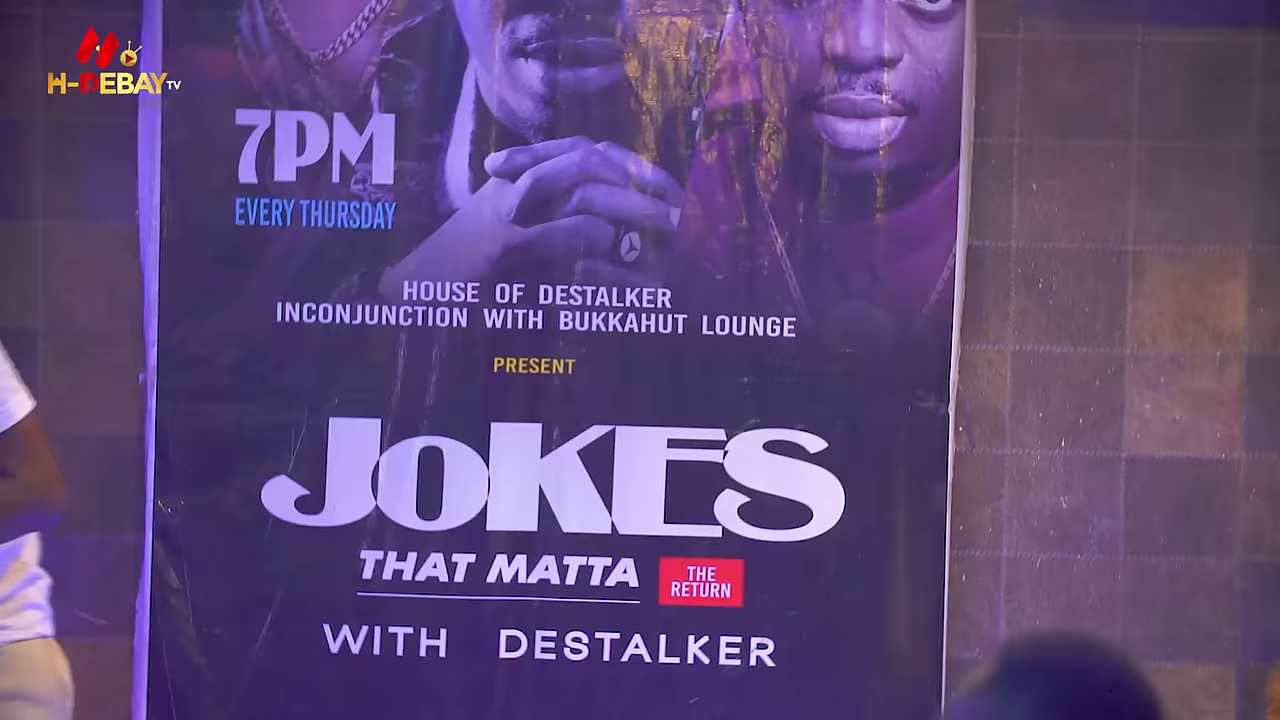 H-DEBAY TV
7PM
EVERY THURSDAY
HOUSE OF DESTALKER
INCONJUNCTION WITH BUKKAHUT LOUNGE
PRESENT
JOKES
THAT MATTA
THE
RETURN
WITH DESTALKER